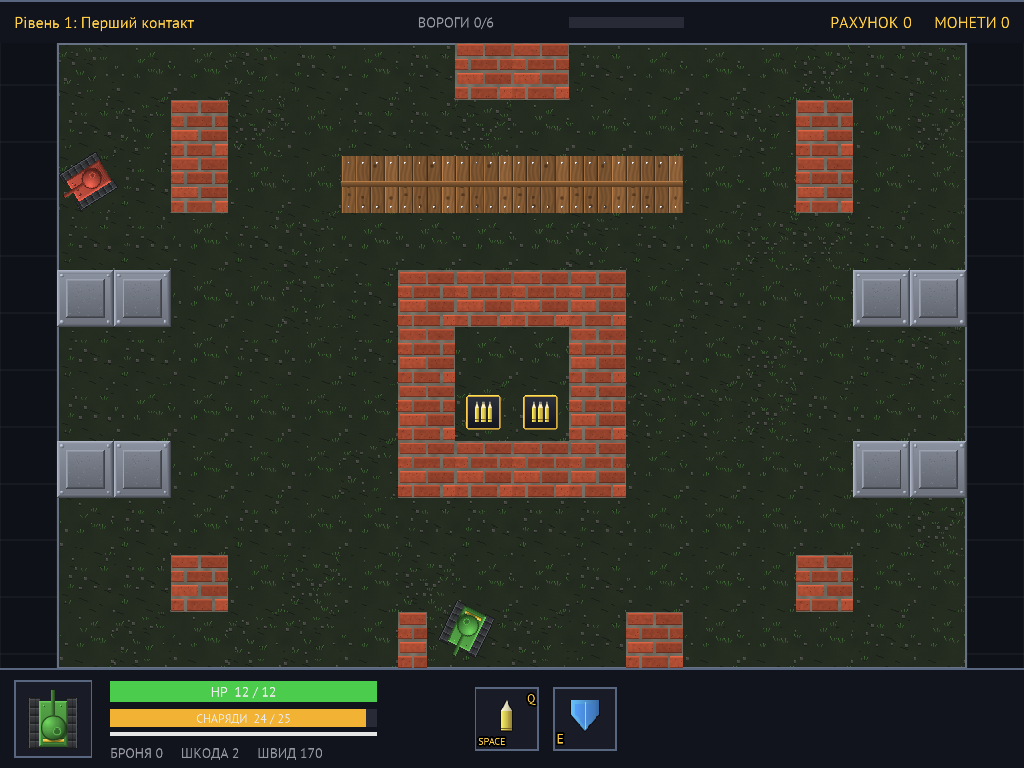 Рівень 1: Перший контакт
ВОРОГИ 0/6
РАХУНОК 0
МОНЕТИ 0
HP 12 / 12
СНАРЯДИ 24 / 25
БРОНЯ 0 ШКОДА 2 ШВИД 170
Q
SPACE
E